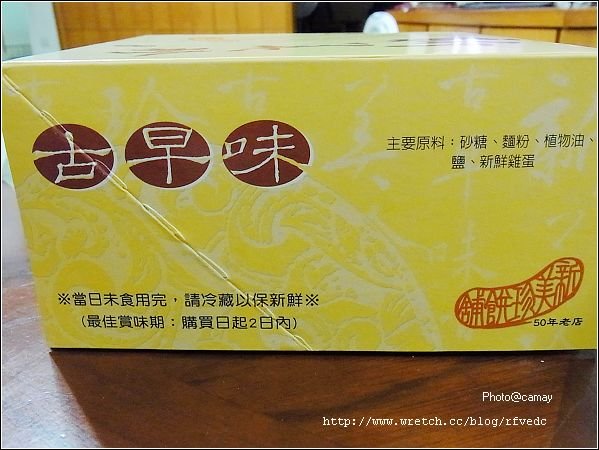 古早味
主要原料：砂糖、麵粉、植物油、
鹽、新鮮雞蛋
※當日未食用完，請冷藏以保新鮮※
(最佳賞味期：購買日起2日內)
新美珍餅舖
50年老店
Photo@camay
http://www.wretch.cc/blog/rfvedc